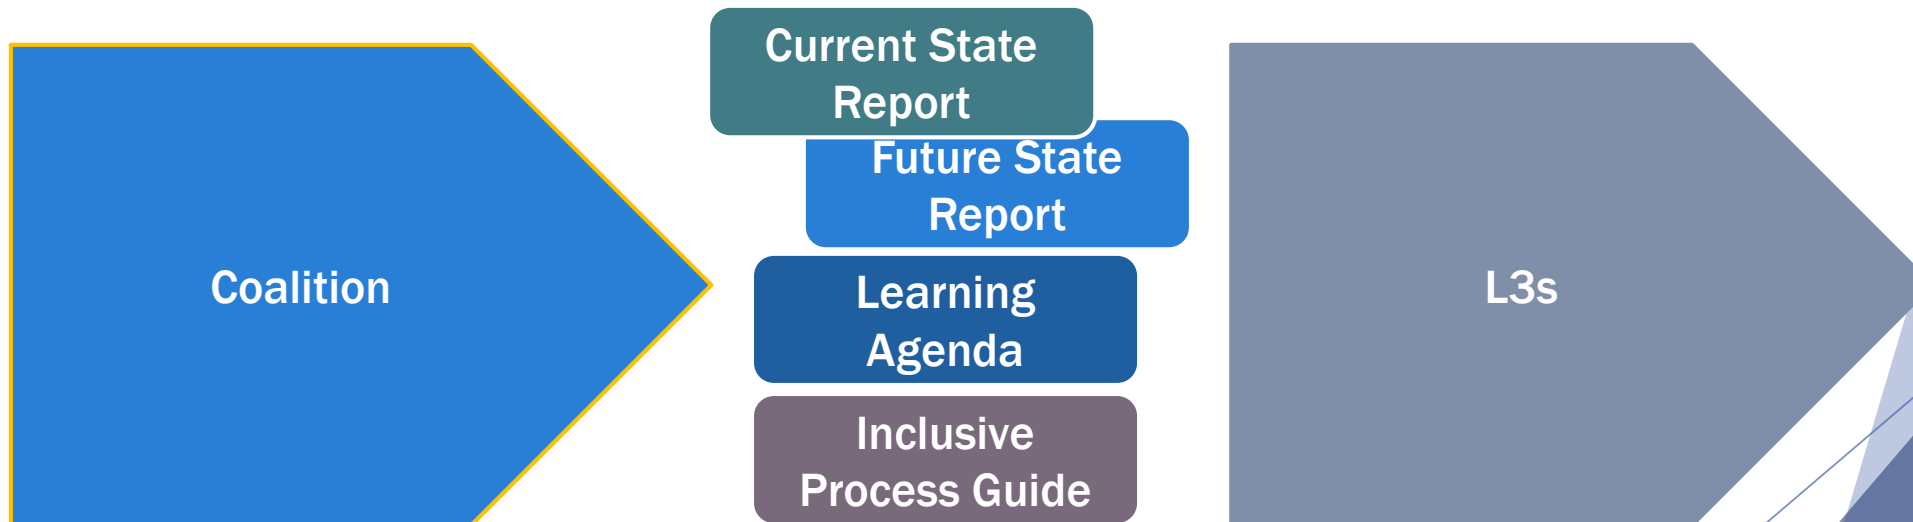 Coalition
Current State
Report
Future State
Report
Learning
Agenda
Inclusive
Process Guide
L3s